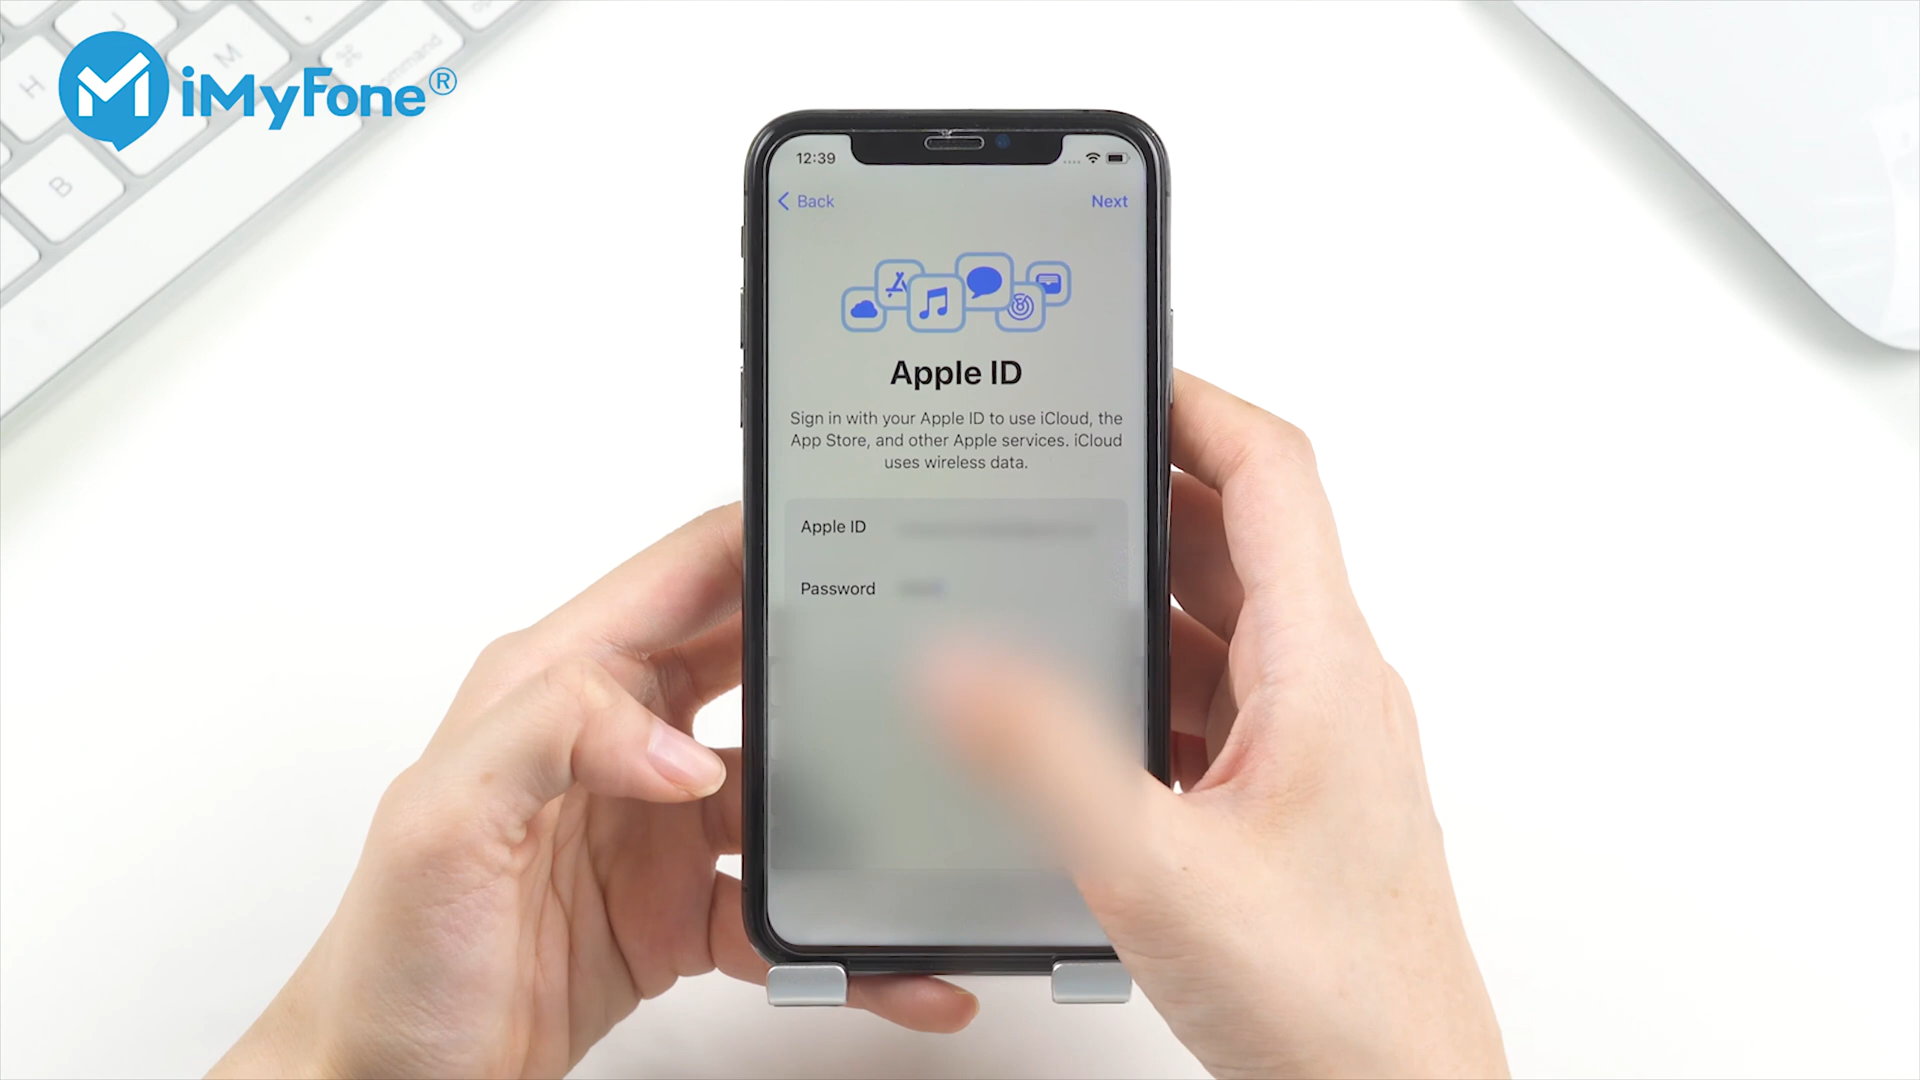 H
M
⌘
command
B
iMyFone®
12:39
Back
Next
Apple ID
Sign in with your Apple ID to use iCloud, the
App Store, and other Apple services. iCloud
uses wireless data.
Apple ID
Password